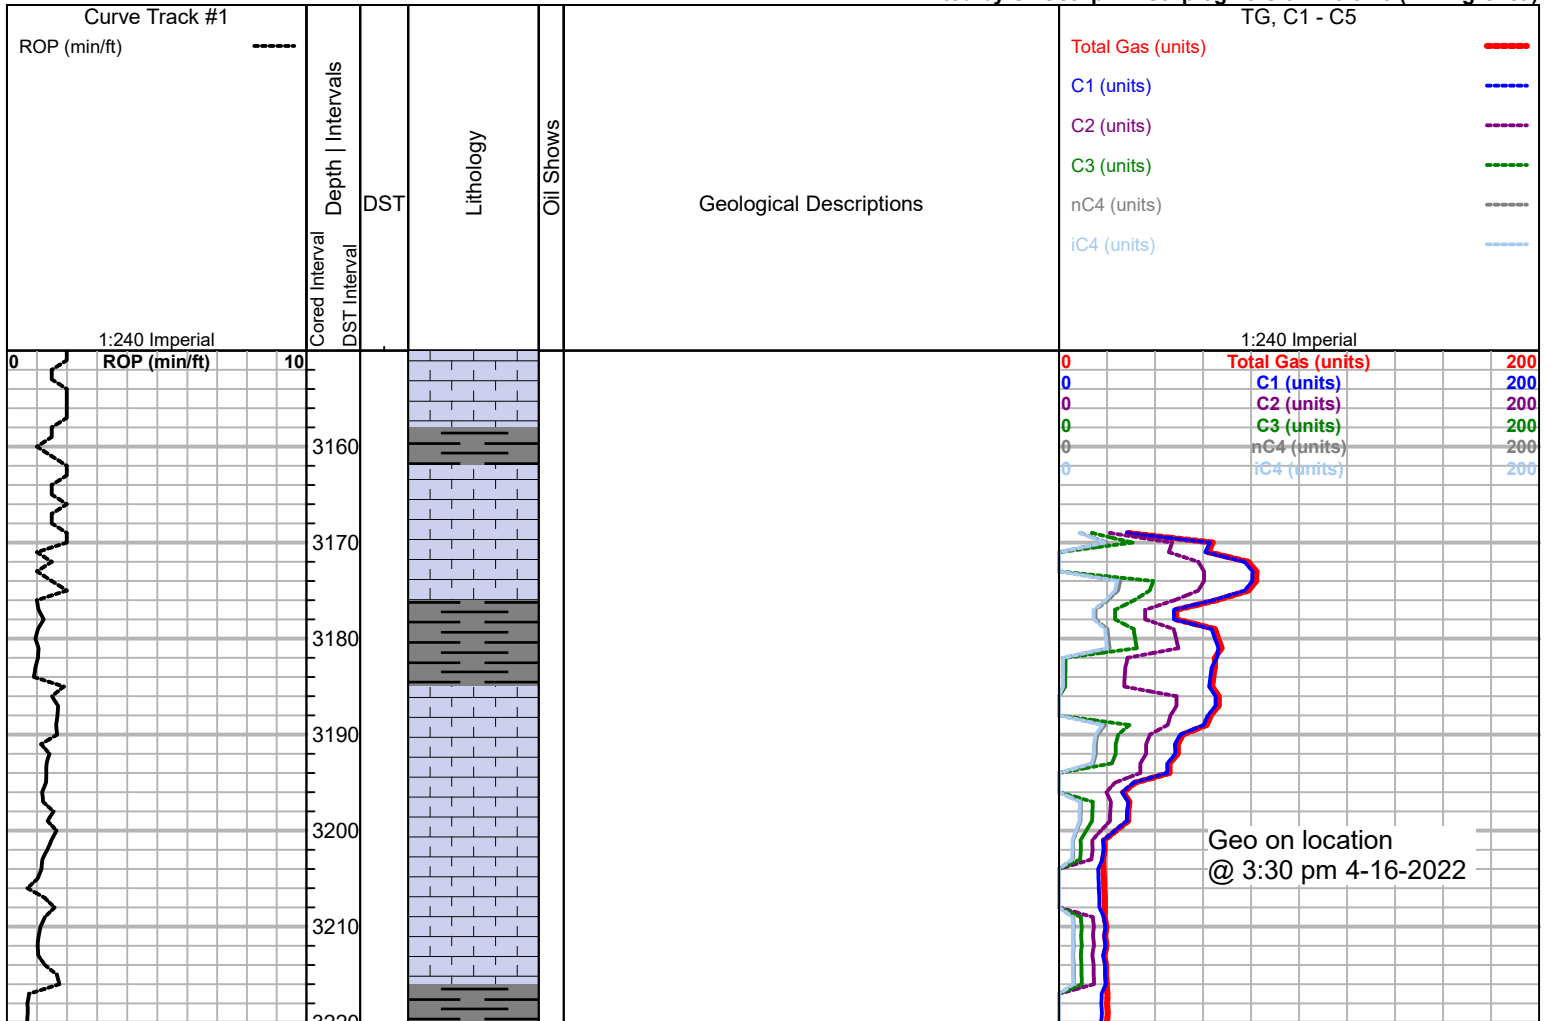 Curve Track #1
ROP (min/ft)
1:240 Imperial
0 ROP (min/ft) 10
Depth | Intervals
Cored Interval
DST Interval
DST
Lithology
Oil Shows
Geological Descriptions
TG, C1 - C5
Total Gas (units)
C1 (units)
C2 (units)
C3 (units)
nC4 (units)
iC4 (units)
1:240 Imperial
0 Total Gas (units) 200
0 C1 (units) 200
0 C2 (units) 200
0 C3 (units) 200
0 nC4 (units) 200
0 iC4 (units) 200
3160
3170
3180
3190
3200
3210
3220
Geo on location
@ 3:30 pm 4-16-2022